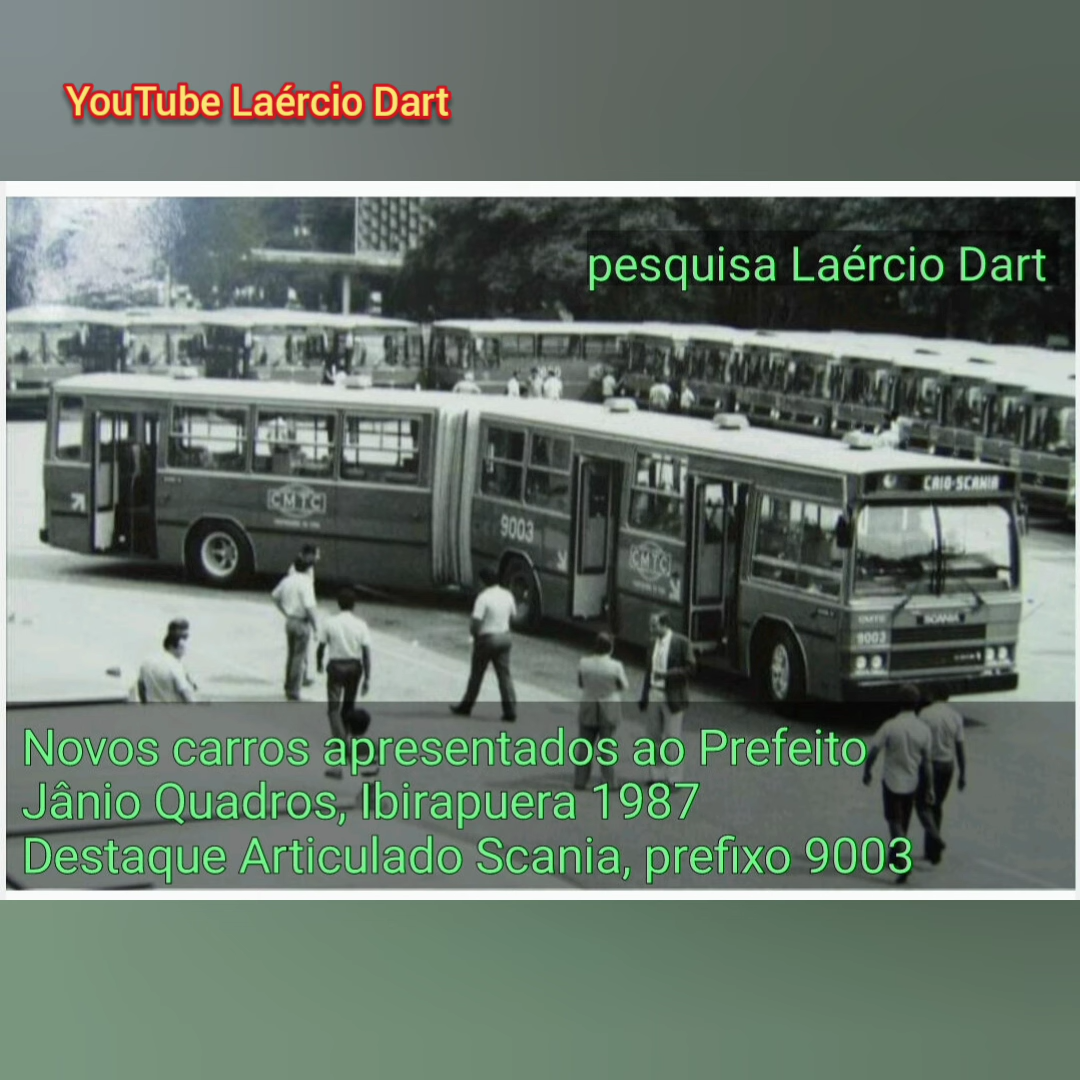 YouTube Laércio Dart
pesquisa Laércio Dart
CAIO-SCANIA
CMTC
9003
CMTC
CMTC
SCANIA
9003
Novos carros apresentados ao Prefeito
Jânio Quadros, Ibirapuera 1987
Destaque Articulado Scania, prefixo 9003